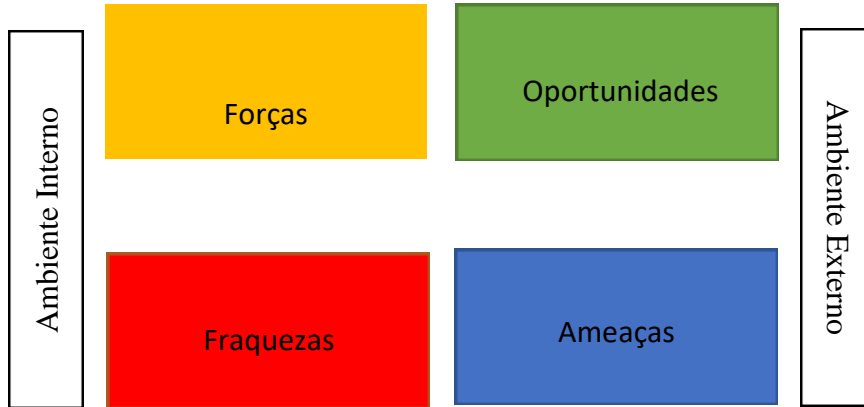 Ambiente Interno
Forças
Oportunidades
Fraquezas
Ameaças
Ambiente Externo